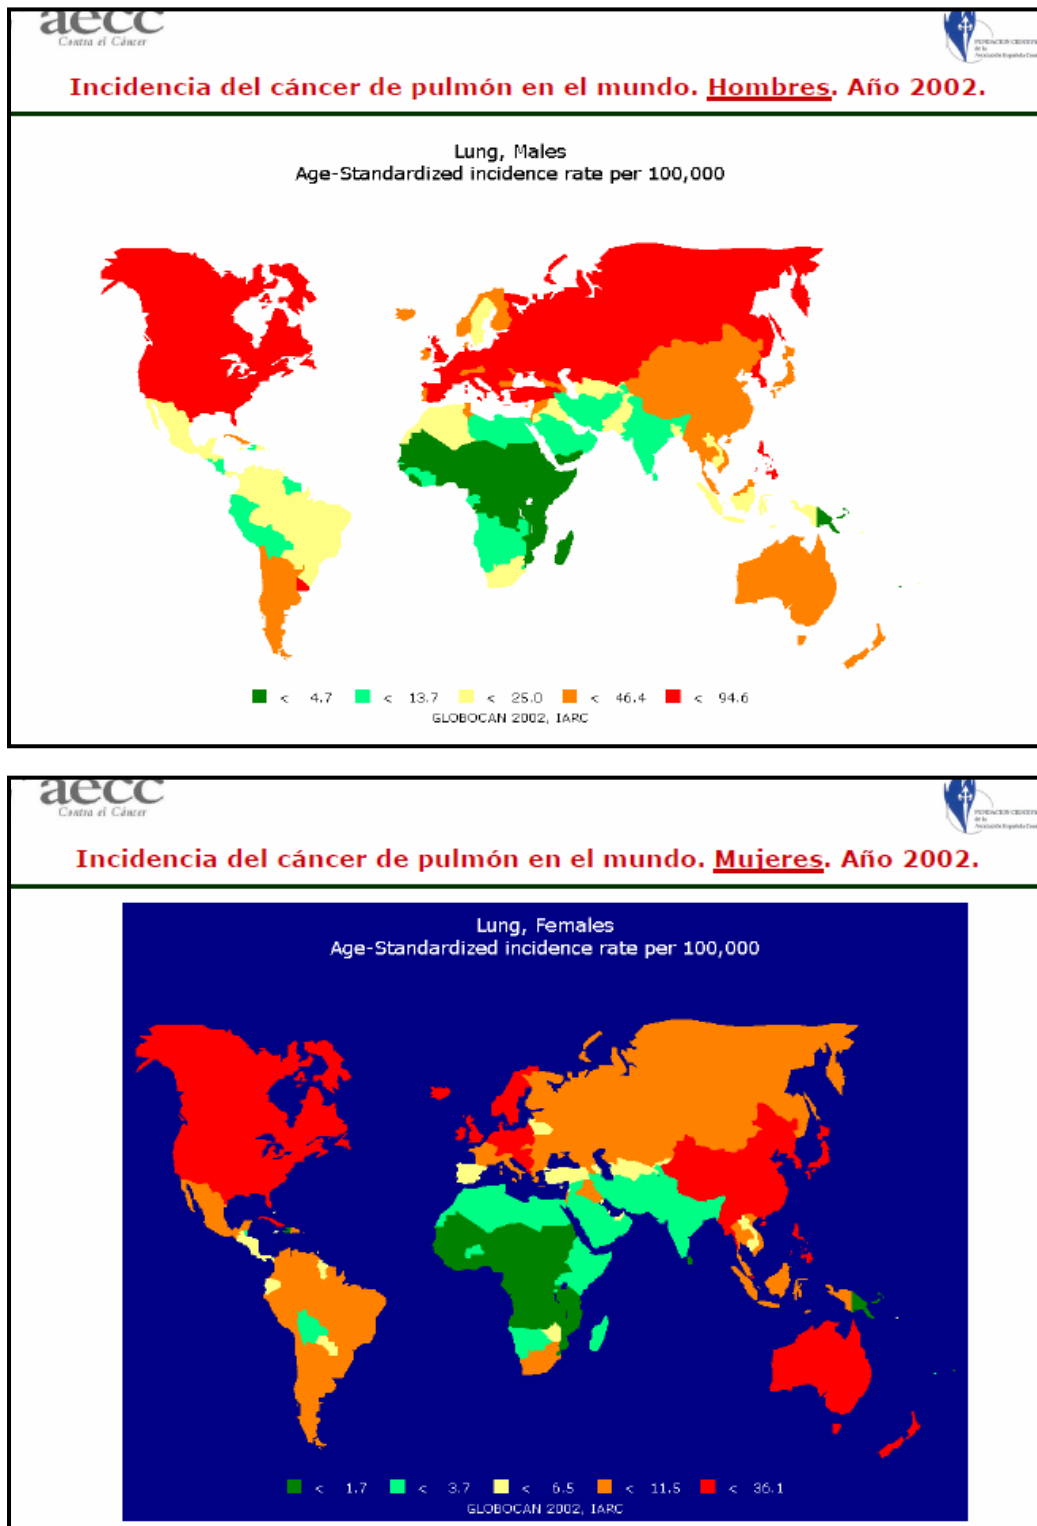 aecc
Contra el Cáncer
Incidencia del cáncer de pulmón en el mundo. Hombres. Año 2002.
Lung, Males
Age-Standardized incidence rate per 100,000
< 4.7 < 13.7 < 25.0 < 46.4 < 94.6
GLOBOCAN 2002, IARC
aecc
Contra el Cáncer
Incidencia del cáncer de pulmón en el mundo. Mujeres. Año 2002.
Lung, Females
Age-Standardized incidence rate per 100,000
< 1.7 < 3.7 < 6.5 < 11.5 < 36.1
GLOBOCAN 2002, IARC